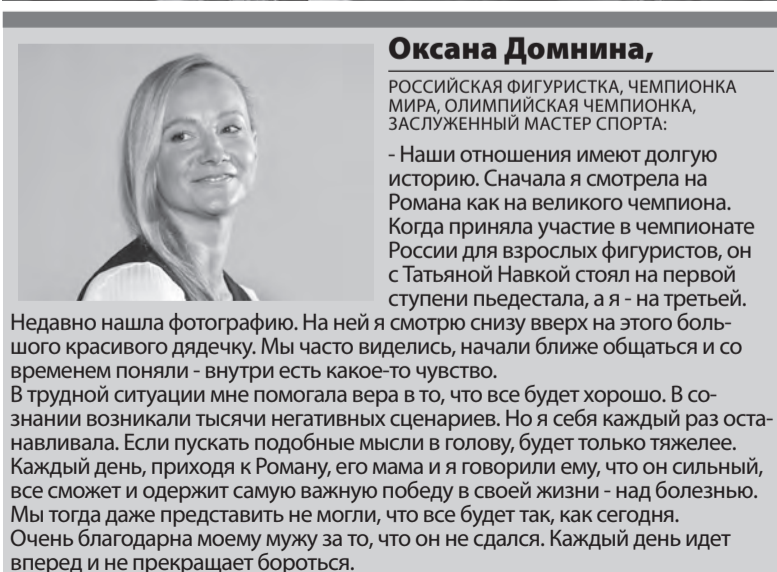 Оксана Домнина,
РОССИЙСКАЯ ФИГУРИСТКА, ЧЕМПИОНКА
МИРА, ОЛИМПИЙСКАЯ ЧЕМПИОНКА,
ЗАСЛУЖЕННЫЙ МАСТЕР СПОРТА:
- Наши отношения имеют долгую
историю. Сначала я смотрела на
Романа как на великого чемпиона.
Когда приняла участие в чемпионате
России для взрослых фигуристов, он
с Татьяной Навкой стоял на первой
ступени пьедестала, а я - на третьей.
Недавно нашла фотографию. На ней я смотрю снизу вверх на этого боль-
шого красивого дядечку. Мы часто виделись, начали ближе общаться и со
временем поняли - внутри есть какое-то чувство.
В трудной ситуации мне помогала вера в то, что все будет хорошо. В со-
знании возникали тысячи негативных сценариев. Но я себя каждый раз оста-
навливала. Если пускать подобные мысли в голову, будет только тяжелее.
Каждый день, приходя к Роману, его мама и я говорили ему, что он сильный,
все сможет и одержит самую важную победу в своей жизни - над болезнью.
Мы тогда даже представить не могли, что все будет так, как сегодня.
Очень благодарна моему мужу за то, что он не сдался. Каждый день идет
вперед и не прекращает бороться.